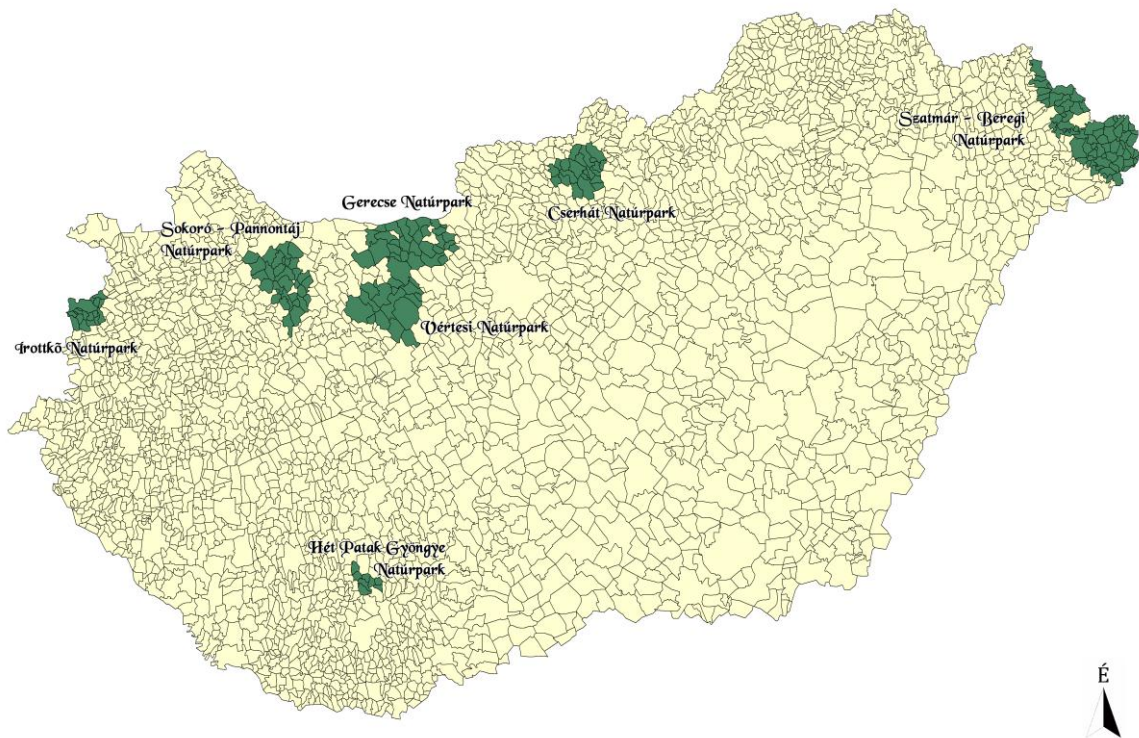 Szatmár - Beregi
Natúrpark
Gerecse Natúrpark
Cserhát Natúrpark
Sokoró - Pannontáj
Natúrpark
Vértesi Natúrpark
Írottkő Natúrpark
Hét Patak Gyöngye
Natúrpark
É